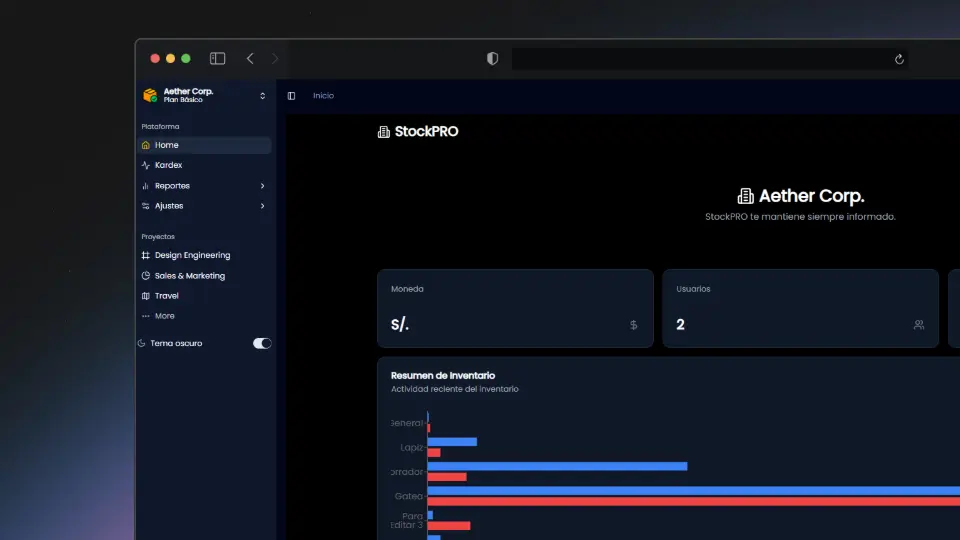 Aether Corp.
Plan Básico
Inicio
Plataforma
Home
Kardex
Reportes
Ajustes
Proyectos
Design Engineering
Sales & Marketing
Travel
More
Tema oscuro
StockPRO
Aether Corp.
StockPRO te mantiene siempre informado.
Moneda
S/.
$
Usuarios
2
Resumen de Inventario
Actividad reciente del inventario
General
Lapiz
orrador
Gatea
Para
Editar 3